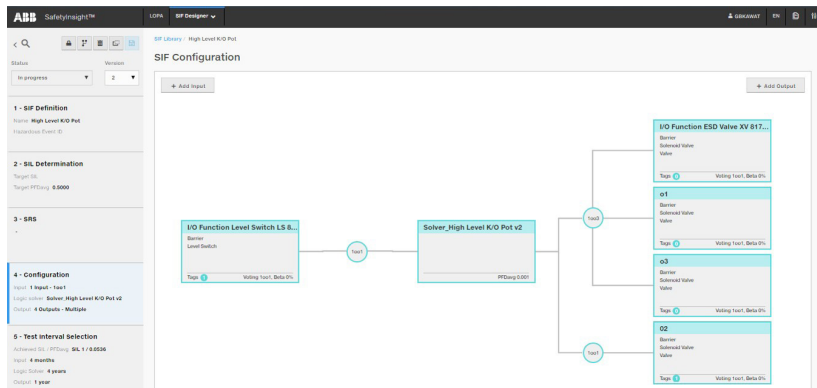 ABB SafetyInsight™ LOPA SIF Designer GBKAWAT EN
SIF Library / High Level K/O Pot
SIF Configuration
Status Version
In progress 2
+ Add Input
+ Add Output
1 - SIF Definition
Name High Level K/O Pot
Hazardous Event ID
2 - SIL Determination
Target SIL
Target PFDavg 0.5000
3 - SRS
-
4 - Configuration
Input 1 Input - 1oo1
Logic Solver Solver_High Level K/O Pot v2
Output 4 Outputs - Multiple
5 - Test Interval Selection
Achieved SIL / PFDavg SIL 1 / 0.0536
Input 4 months
Logic Solver 4 years
Output 1 year
I/O Function Level Switch LS 8...
Barrier
Level Switch
Tags 1 Voting 1oo1, Beta 0%
1oo1
Solver_High Level K/O Pot v2
PFDavg 0.001
1oo3
1oo1
I/O Function ESD Valve XV 817...
Barrier
Solenoid Valve
Valve
Tags Voting 1oo1, Beta 0%
o1
Barrier
Solenoid Valve
Valve
Tags Voting 1oo1, Beta 0%
o3
Barrier
Solenoid Valve
Valve
Tags Voting 1oo1, Beta 0%
02
Barrier
Solenoid Valve
Valve
Tags Voting 1oo1, Beta 0%